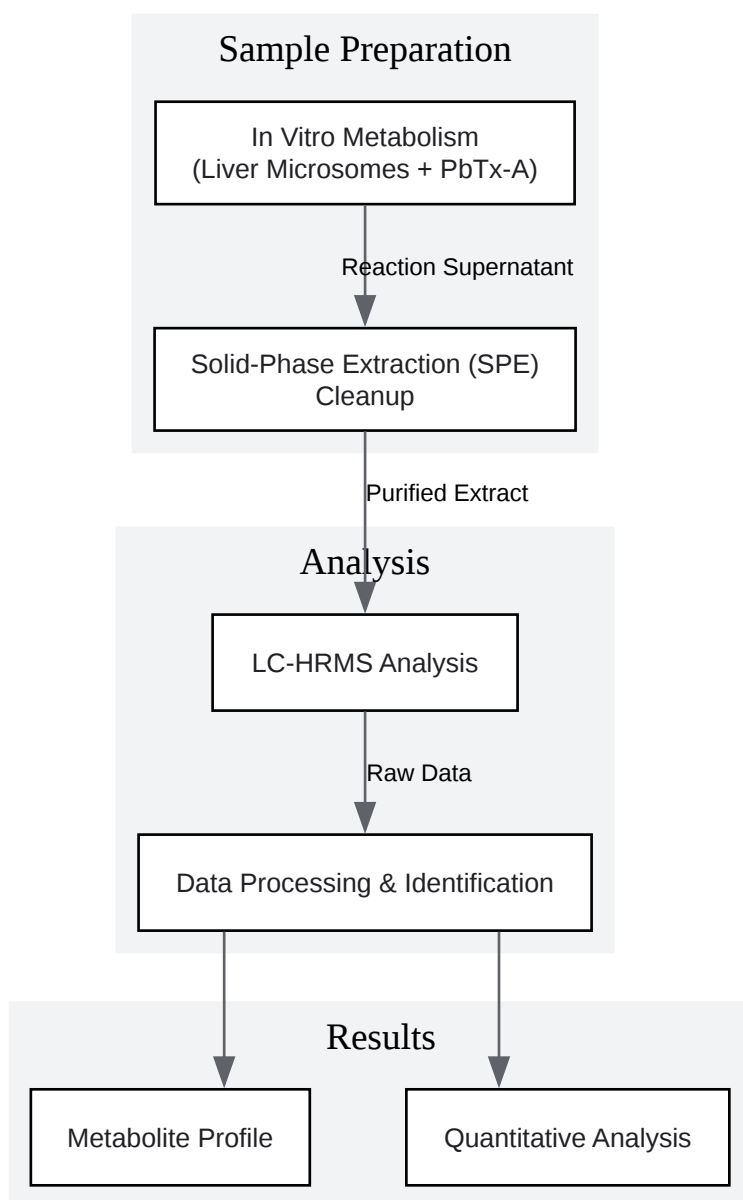 Sample Preparation
In Vitro Metabolism
(Liver Microsomes + PbTx-A)
Reaction Supernatant
Solid-Phase Extraction (SPE)
Cleanup
Purified Extract
Analysis
LC-HRMS Analysis
Raw Data
Data Processing & Identification
Results
Metabolite Profile
Quantitative Analysis